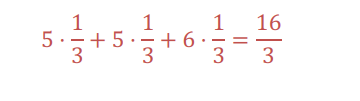 5 · 1/3 + 5 · 1/3 + 6 · 1/3 = 16/3